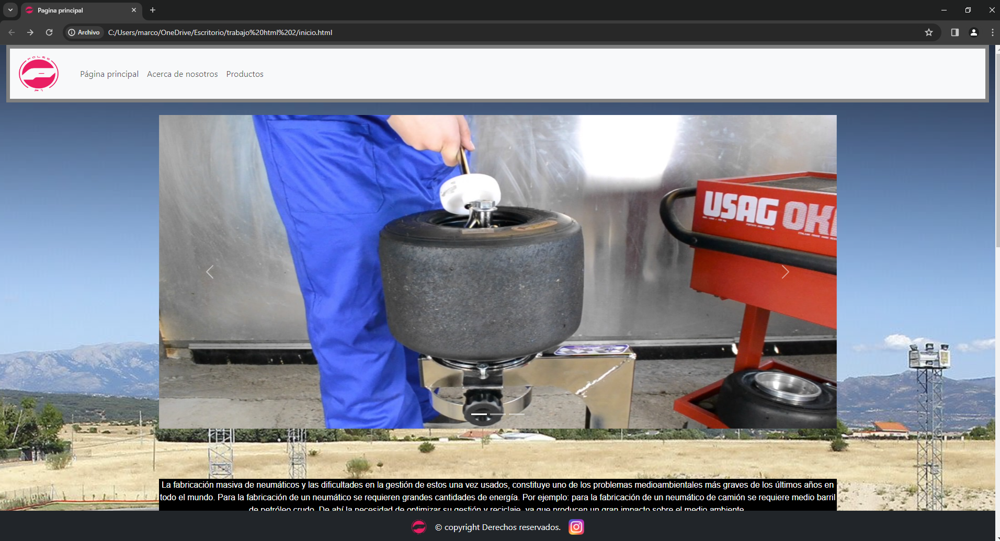 Pagina principal
Archivo
C:/Users/marco/OneDrive/Escritorio/trabajo%20html%202/inicio.html
Página principal
Acerca de nosotros
Productos
USAG OK
La fabricación masiva de neumáticos y las dificultades en la gestión de estos una vez usados, constituye uno de los problemas medioambientales más graves de los últimos años en
todo el mundo. Para la fabricación de un neumático se requieren grandes cantidades de energía. Por ejemplo: para la fabricación de un neumático de camión se requiere medio barril
de petróleo crudo. De ahí la necesidad de optimizar su gestión y reciclaje, ya que producen un gran impacto sobre el medio ambiente.
© copyright Derechos reservados.